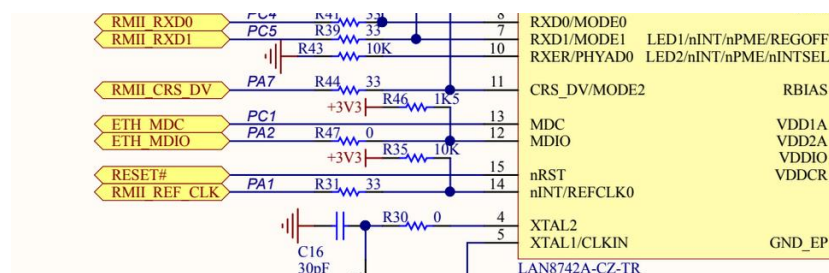 RMII_RXD0 PC4 R41 33 8 RXD0/MODE0
RMII_RXD1 PC5 R39 33 7 RXD1/MODE1 LED1/nINT/nPME/REGOFF
R43 10K 10 RXER/PHYAD0 LED2/nINT/nPME/nINTSEL
RMII_CRS_DV PA7 R44 33 11 CRS_DV/MODE2 RBIAS
+3V3 R46 1K5
ETH_MDC PC1 13 MDC VDD1A
ETH_MDIO PA2 R47 0 12 MDIO VDD2A
+3V3 R35 10K VDDIO
RESET# 15 nRST VDDCR
RMII_REF_CLK PA1 R31 33 14 nINT/REFCLK0
R30 0 4 XTAL2
5 XTAL1/CLKIN GND_EP
C16
30pF LAN8742A-CZ-TR